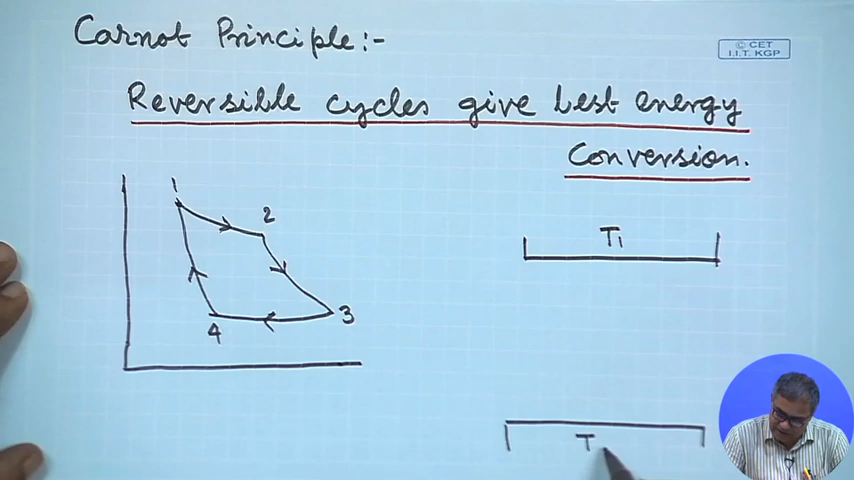 Carnot Principle:-
© CET
I.I.T. KGP
Reversible cycles give best energy
Conversion.
1
2
3
4
T1
T